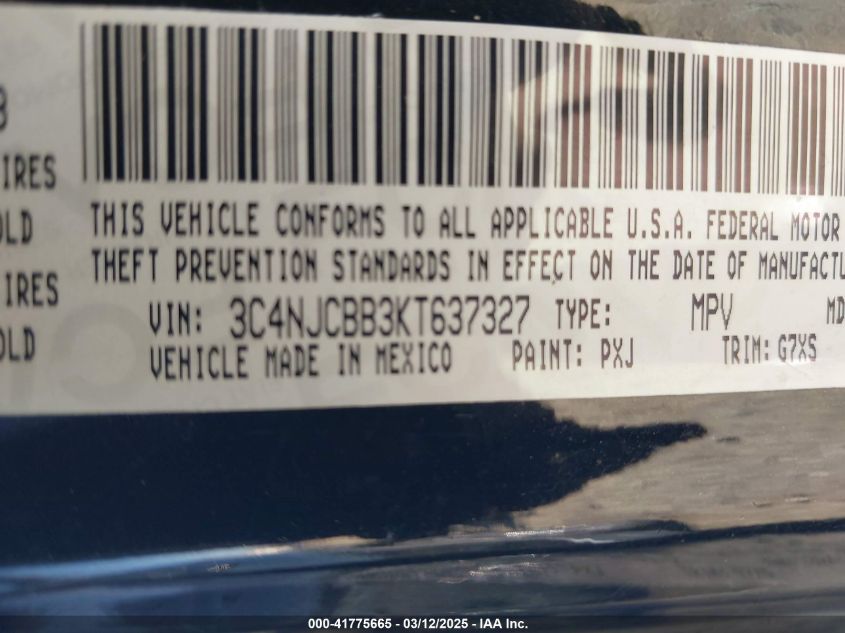 THIS VEHICLE CONFORMS TO ALL APPLICABLE U.S.A. FEDERAL MOTOR
THEFT PREVENTION STANDARDS IN EFFECT ON THE DATE OF MANUFACTU
VIN: 3C4NJCBB3KT637327 TYPE: MPV MD
VEHICLE MADE IN MEXICO PAINT: PXJ TRIM: G7XS
IRES
OLD
IRES
OLD
000-41775665 - 03/12/2025 - IAA Inc.